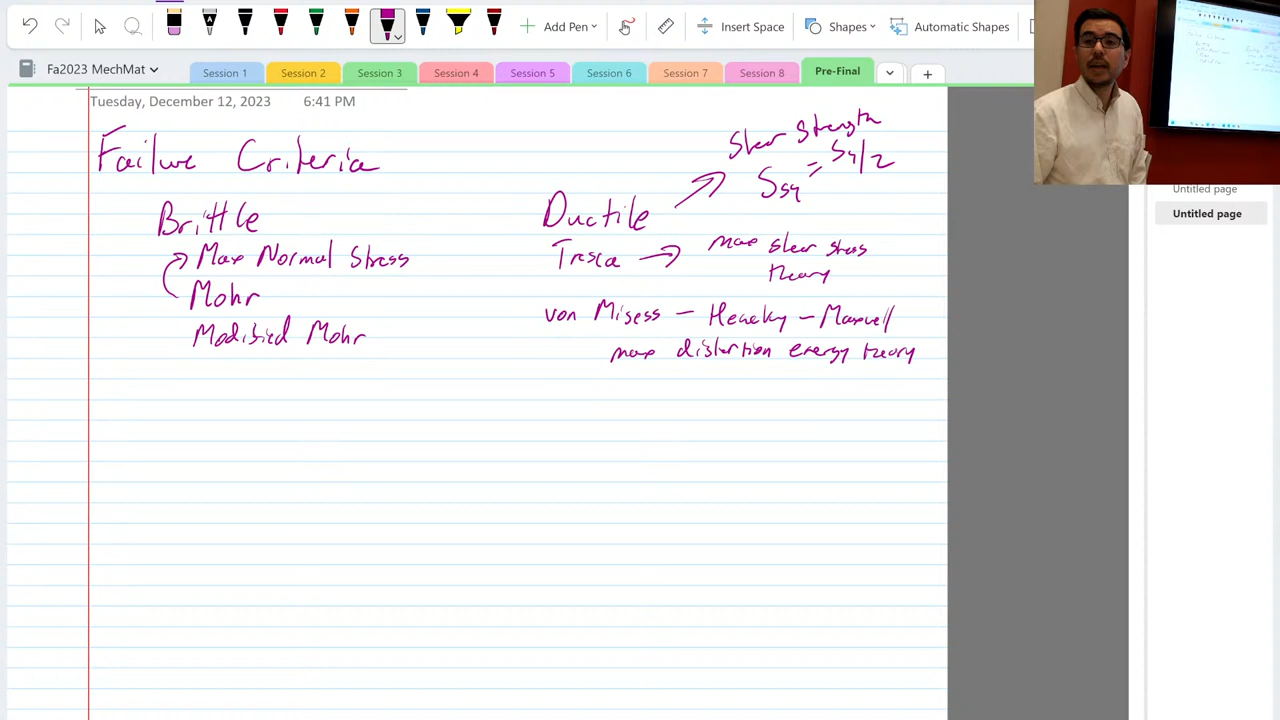 Add Pen
Insert Space
Shapes
Automatic Shapes
Fa2023 MechMat
Session 1
Session 2
Session 3
Session 4
Session 5
Session 6
Session 7
Session 8
Pre-Final
Tuesday, December 12, 2023 6:41 PM
Failure Criteria
Brittle
Max Normal Stress
Mohr
Modified Mohr
Shear Strength
Ssy = Sy/2
Ductile
Tresca → max shear stress
theory
von Misess - Hencky - Maxwell
max distortion energy theory
Untitled page
Untitled page